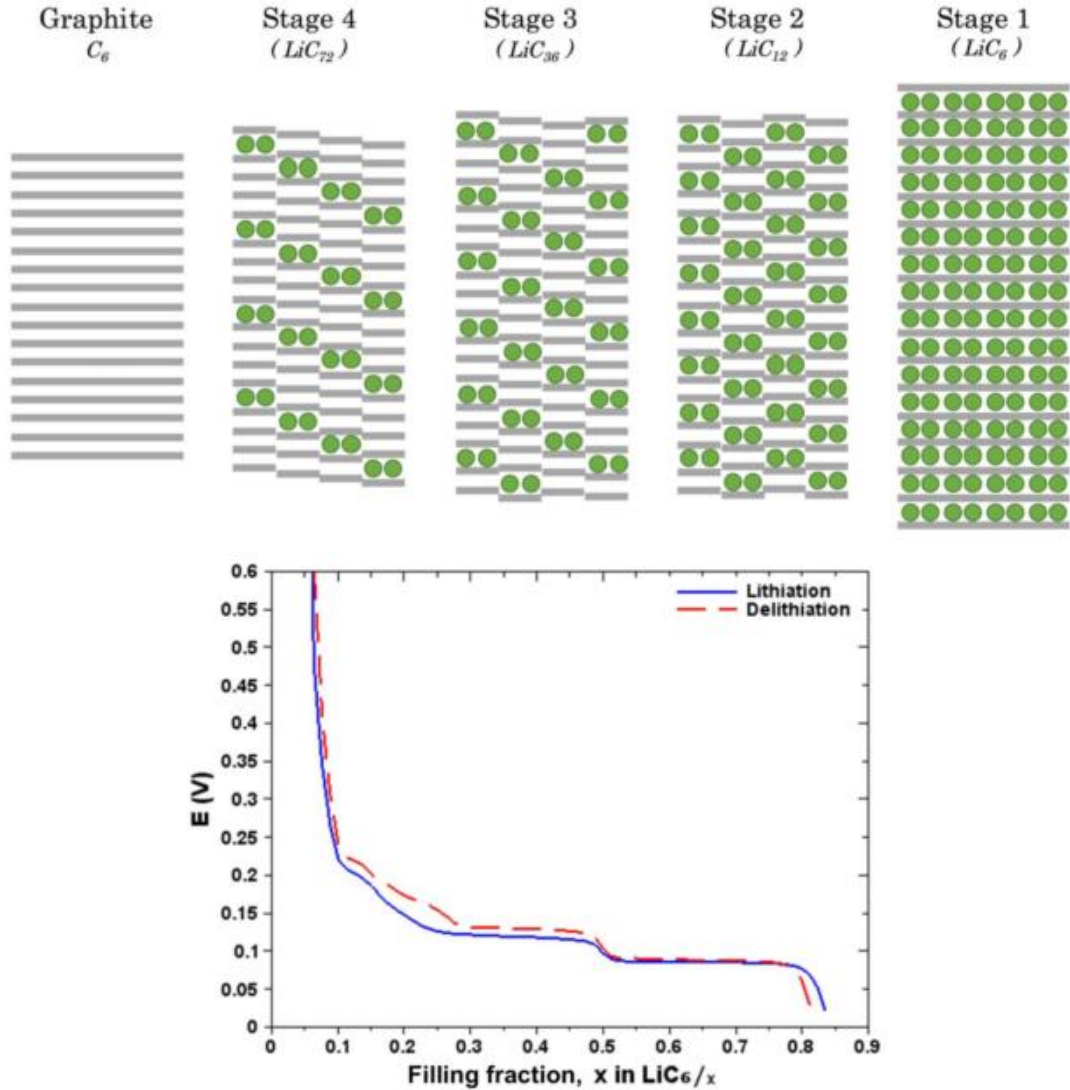 Graphite Stage 4 Stage 3 Stage 2 Stage 1
C₆ (LiC₇₂) (LiC₃₆) (LiC₁₂) (LiC₆)
0.6
Lithiation
0.55
Delithiation
0.5
0.45
0.4
0.35
0.3
0.25
0.2
0.15
0.1
0.05
0
E (V)
0 0.1 0.2 0.3 0.4 0.5 0.6 0.7 0.8 0.9
Filling fraction, x in LiC₆/ₓ